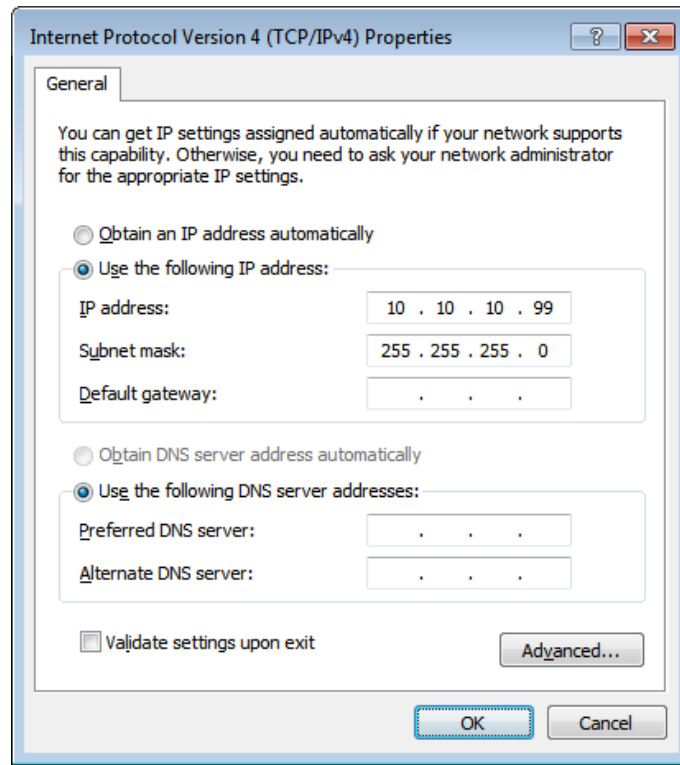 Internet Protocol Version 4 (TCP/IPv4) Properties
?
General
You can get IP settings assigned automatically if your network supports
this capability. Otherwise, you need to ask your network administrator
for the appropriate IP settings.
Obtain an IP address automatically
Use the following IP address:
IP address: 10 . 10 . 10 . 99
Subnet mask: 255 . 255 . 255 . 0
Default gateway: . . .
Obtain DNS server address automatically
Use the following DNS server addresses:
Preferred DNS server: . . .
Alternate DNS server: . . .
Validate settings upon exit
Advanced...
OK Cancel